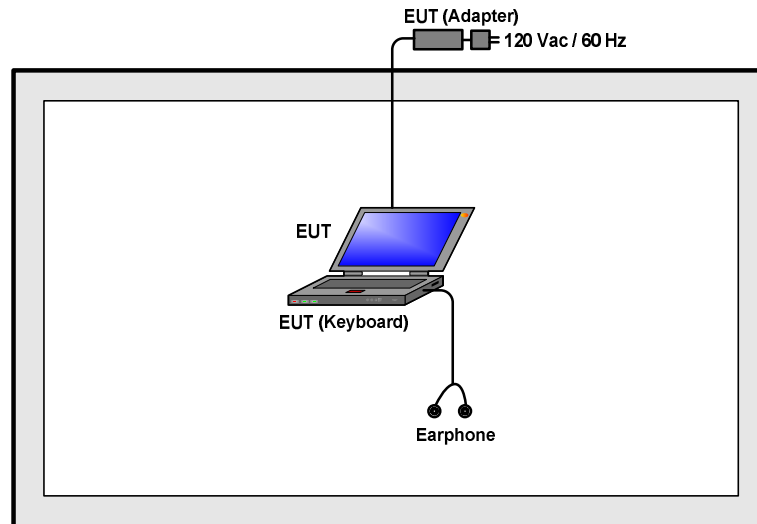 EUT (Adapter)
120 Vac / 60 Hz
EUT
EUT (Keyboard)
Earphone